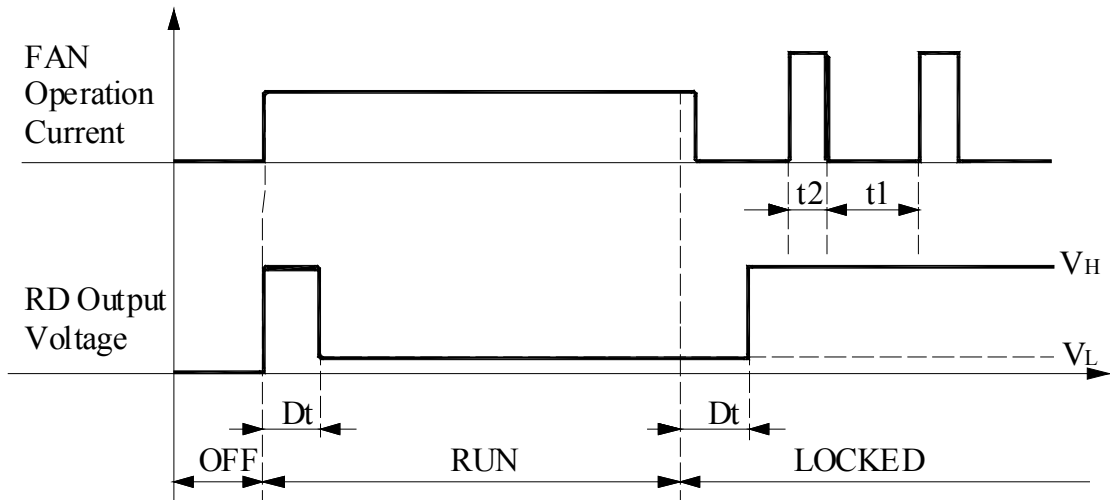 FAN
Operation
Current
t2
t1
VH
RD Output
Voltage
VL
Dt
Dt
OFF
RUN
LOCKED